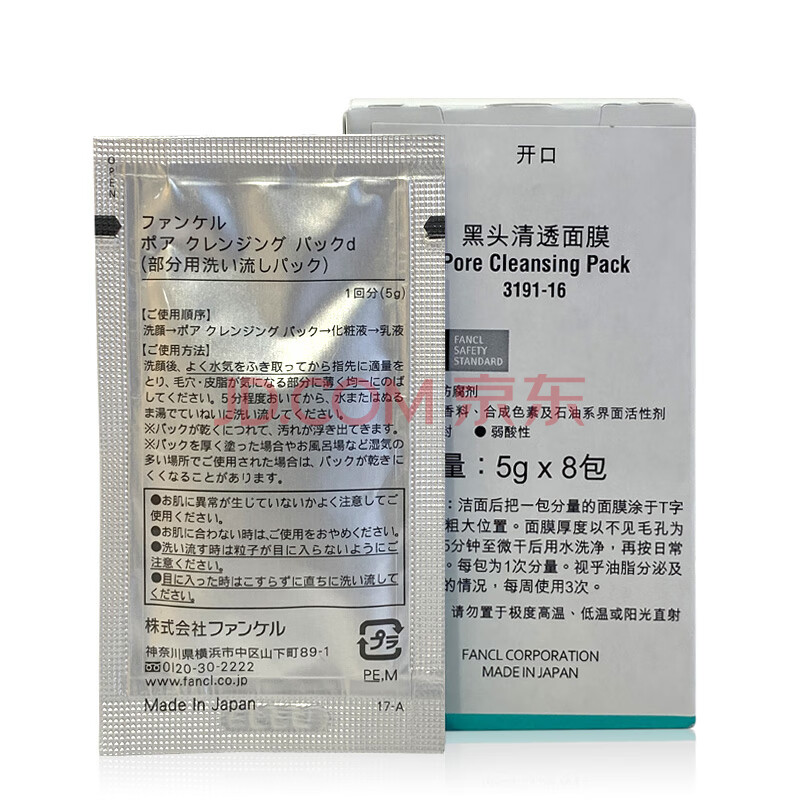 OPEN
ファンケル
ポア クレンジング パックd
(部分用洗い流しパック)
1回分(5g)
【ご使用順序】
洗顔→ポア クレンジング パック→化粧液→乳液
【ご使用方法】
洗顔後、よく水気をふき取ってから指先に適量を
とり、毛穴・皮脂が気になる部分に薄く均一にのば
してください。5分程度おいてから、水またはぬる
ま湯でていねいに洗い流してください。
※パックが乾くにつれて、汚れが浮き出てきます。
※パックを厚く塗った場合やお風呂場など湿気の
多い場所でご使用された場合は、パックが乾きに
くくなることがあります。
●お肌に異常が生じていないかよく注意してご
使用ください。
●お肌に合わない時は、ご使用をおやめください。
●洗い流す時は粒子が目に入らないようにご
注意ください。
●目に入った時はこすらずに直ちに洗い流して
ください。
株式会社ファンケル
神奈川県横浜市中区山下町89-1
0120-30-2222
www.fancl.co.jp
プラ
PE,M
Made In Japan
17-A
开口
黑头清透面膜
Pore Cleansing Pack
3191-16
FANCL
SAFETY
STANDARD
防腐剂
香料、合成色素及石油系界面活性剂
●弱酸性
量：5g x 8包
：洁面后把一包分量的面膜涂于T字
粗大位置。面膜厚度以不见毛孔为
5分钟至微干后用水洗净，再按日常
。每包为1次分量。视乎油脂分泌及
的情况，每周使用3次。
请勿置于极度高温、低温或阳光直射
FANCL CORPORATION
MADE IN JAPAN
JD.COM 京东